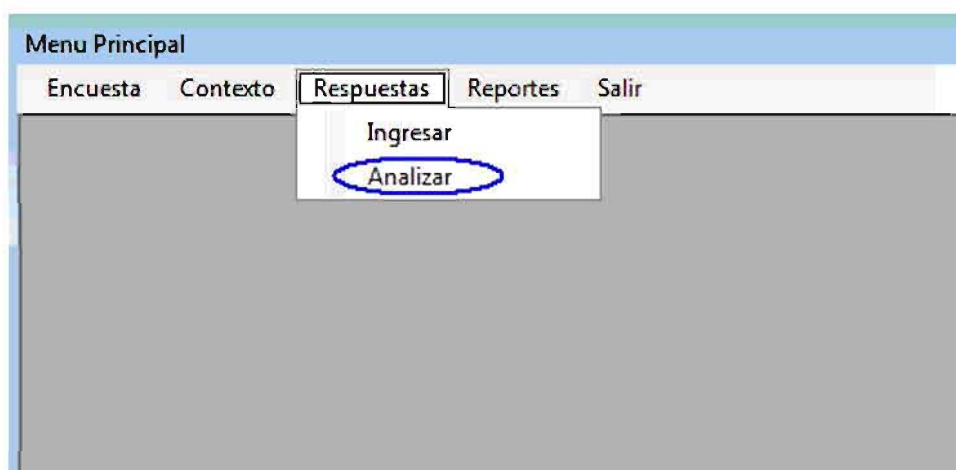 Menu Principal
Encuesta Contexto Respuestas Reportes Salir
Ingresar
Analizar